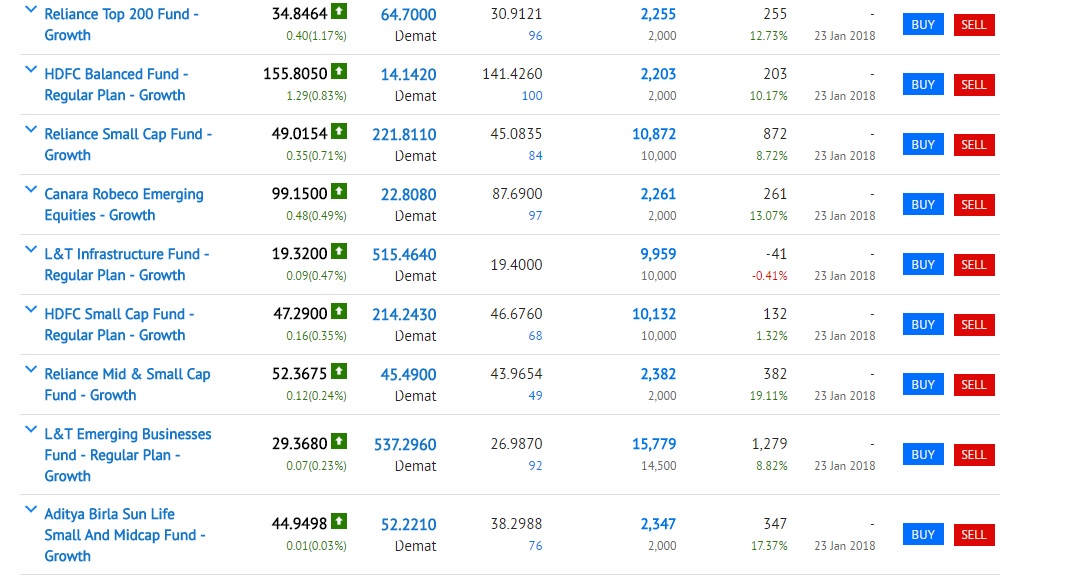 Reliance Top 200 Fund - 34.8464 64.7000 30.9121 2,255 255 - BUY SELL
Growth 0.40(1.17%) Demat 96 2,000 12.73% 23 Jan 2018
HDFC Balanced Fund - 155.8050 14.1420 141.4260 2,203 203 - BUY SELL
Regular Plan - Growth 1.29(0.83%) Demat 100 2,000 10.17% 23 Jan 2018
Reliance Small Cap Fund - 49.0154 221.8110 45.0835 10,872 872 - BUY SELL
Growth 0.35(0.71%) Demat 84 10,000 8.72% 23 Jan 2018
Canara Robeco Emerging 99.1500 22.8080 87.6900 2,261 261 - BUY SELL
Equities - Growth 0.48(0.49%) Demat 97 2,000 13.07% 23 Jan 2018
L&T Infrastructure Fund - 19.3200 515.4640 19.4000 9,959 -41 - BUY SELL
Regular Plan - Growth 0.09(0.47%) Demat 10,000 -0.41% 23 Jan 2018
HDFC Small Cap Fund - 47.2900 214.2430 46.6760 10,132 132 - BUY SELL
Regular Plan - Growth 0.16(0.35%) Demat 68 10,000 1.32% 23 Jan 2018
Reliance Mid & Small Cap 52.3675 45.4900 43.9654 2,382 382 - BUY SELL
Fund - Growth 0.12(0.24%) Demat 49 2,000 19.11% 23 Jan 2018
L&T Emerging Businesses 29.3680 537.2960 26.9870 15,779 1,279 - BUY SELL
Fund - Regular Plan - 0.07(0.23%) Demat 92 14,500 8.82% 23 Jan 2018
Growth
Aditya Birla Sun Life 44.9498 52.2210 38.2988 2,347 347 - BUY SELL
Small And Midcap Fund - 0.01(0.03%) Demat 76 2,000 17.37% 23 Jan 2018
Growth